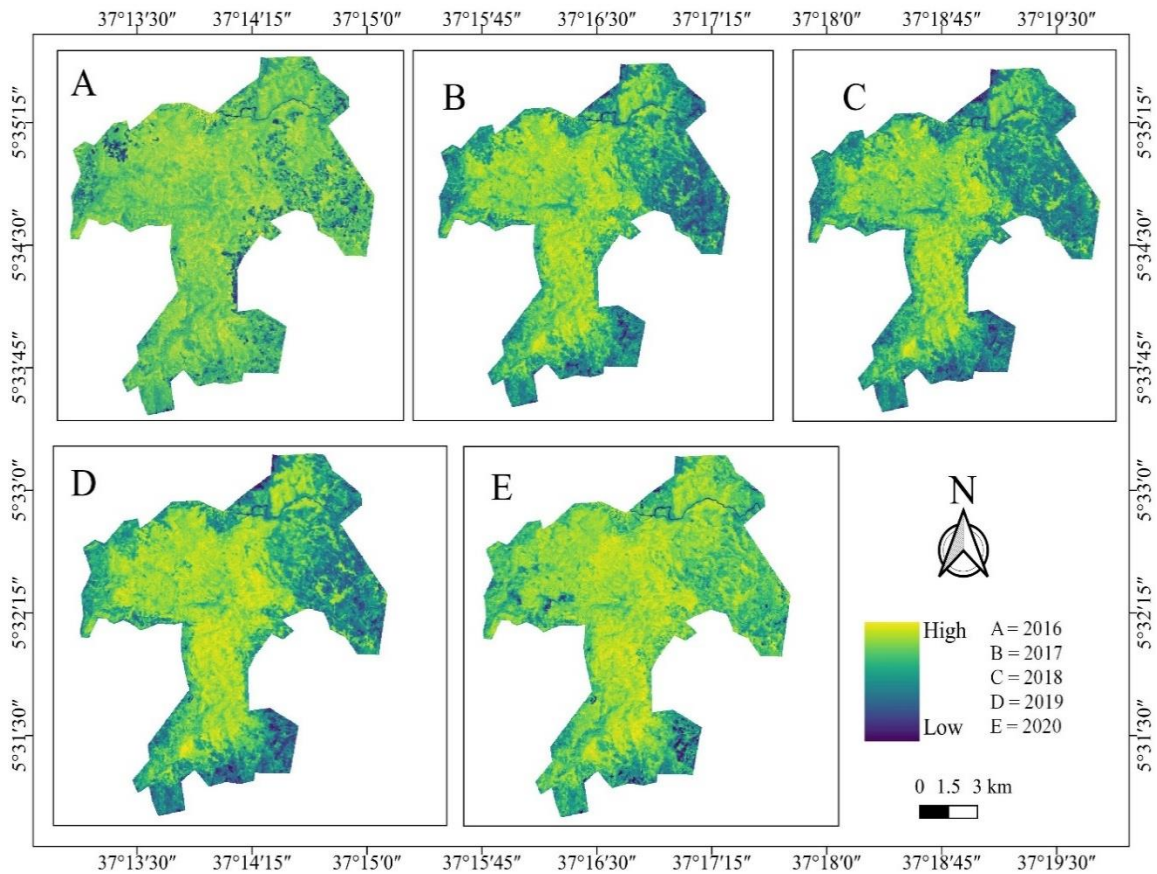 37°13′30″ 37°14′15″ 37°15′0″ 37°15′45″ 37°16′30″ 37°17′15″ 37°18′0″ 37°18′45″ 37°19′30″
A
B
C
5°35′15″ 5°35′15″
5°34′30″ 5°34′30″
5°33′45″ 5°33′45″
D
E
5°33′0″ 5°33′0″
N
5°32′15″ 5°32′15″
High
Low
A = 2016
B = 2017
C = 2018
D = 2019
E = 2020
5°31′30″ 5°31′30″
0 1.5 3 km
37°13′30″ 37°14′15″ 37°15′0″ 37°15′45″ 37°16′30″ 37°17′15″ 37°18′0″ 37°18′45″ 37°19′30″